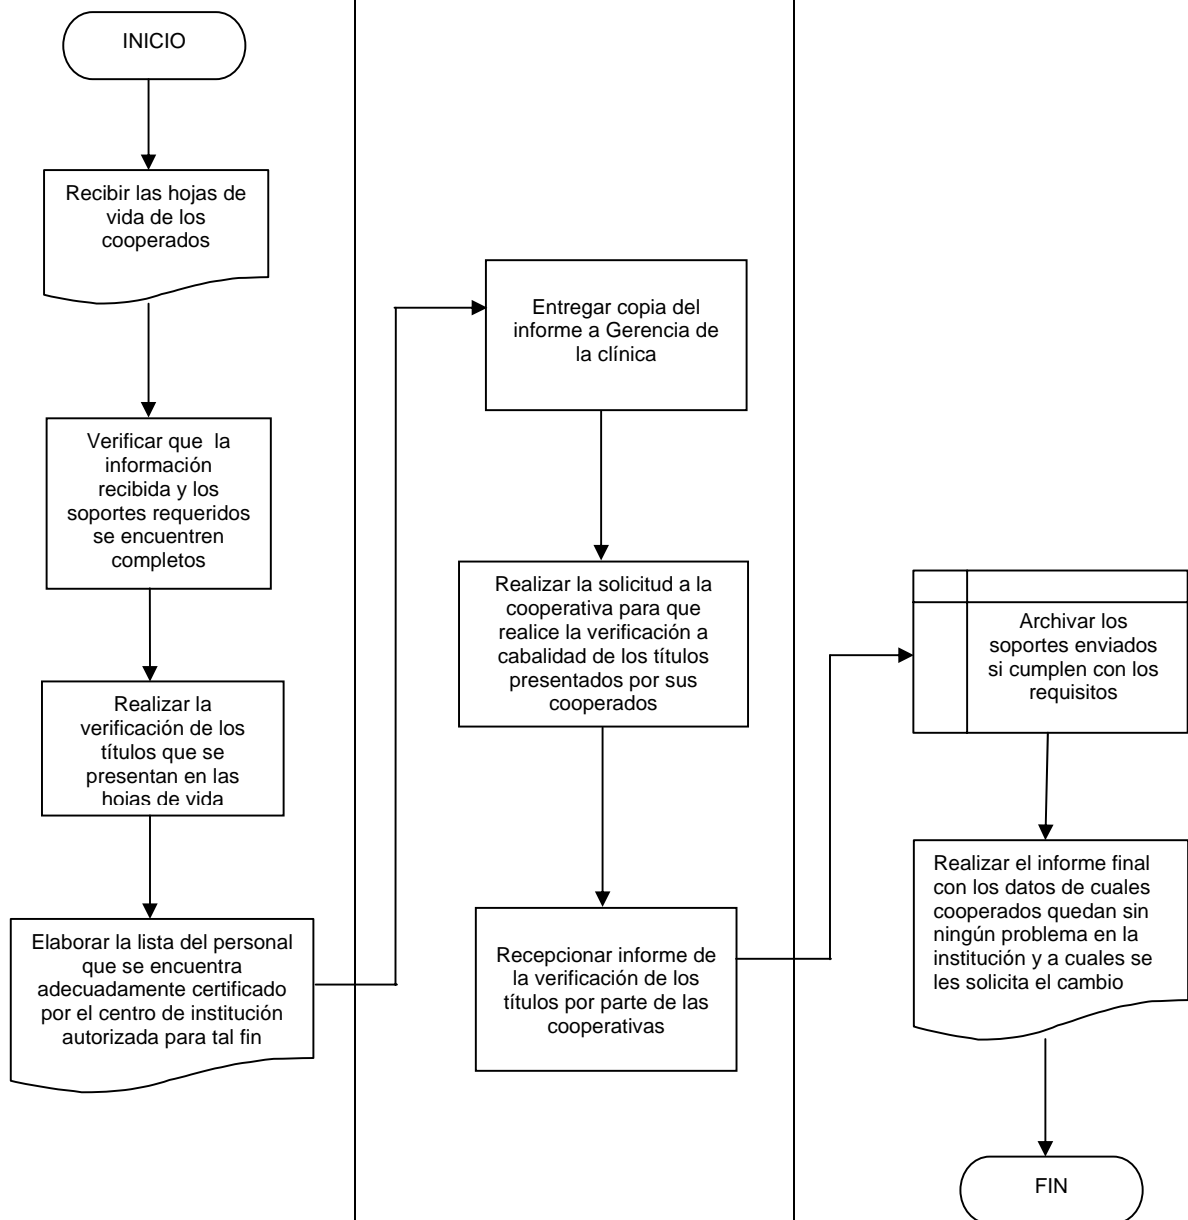 INICIO
Recibir las hojas de
vida de los
cooperados
Verificar que la
información
recibida y los
soportes requeridos
se encuentren
completos
Realizar la
verificación de los
títulos que se
presentan en las
hojas de vida
Elaborar la lista del personal
que se encuentra
adecuadamente certificado
por el centro de institución
autorizada para tal fin
Entregar copia del
informe a Gerencia de
la clínica
Realizar la solicitud a la
cooperativa para que
realice la verificación a
cabalidad de los títulos
presentados por sus
cooperados
Recepcionar informe de
la verificación de los
títulos por parte de las
cooperativas
Archivar los
soportes enviados
si cumplen con los
requisitos
Realizar el informe final
con los datos de cuales
cooperados quedan sin
ningún problema en la
institución y a cuales se
les solicita el cambio
FIN